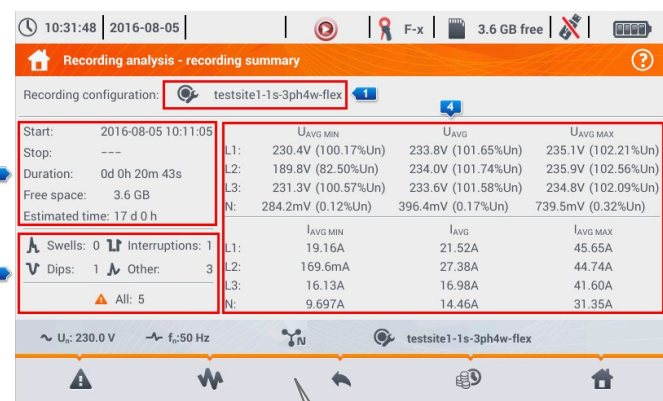 10:31:48 2016-08-05 F-x 3.6 GB free
Recording analysis - recording summary ?
Recording configuration: testsite1-1s-3ph4w-flex 1
4
Start: 2016-08-05 10:11:05
Stop: ---
Duration: 0d 0h 20m 43s
Free space: 3.6 GB
Estimated time: 17 d 0 h
Swells: 0 Interruptions: 1
Dips: 1 Other: 3
All: 5
UAVG MIN UAVG UAVG MAX
L1: 230.4V (100.17%Un) 233.8V (101.65%Un) 235.1V (102.21%Un)
L2: 189.8V (82.50%Un) 234.0V (101.74%Un) 235.9V (102.56%Un)
L3: 231.3V (100.57%Un) 233.6V (101.58%Un) 234.8V (102.09%Un)
N: 284.2mV (0.12%Un) 396.4mV (0.17%Un) 739.5mV (0.32%Un)
IAVG MIN IAVG IAVG MAX
L1: 19.16A 21.52A 45.65A
L2: 169.6mA 27.38A 44.74A
L3: 16.13A 16.98A 41.60A
N: 9.697A 14.46A 31.35A
Un: 230.0 V fn:50 Hz N testsite1-1s-3ph4w-flex